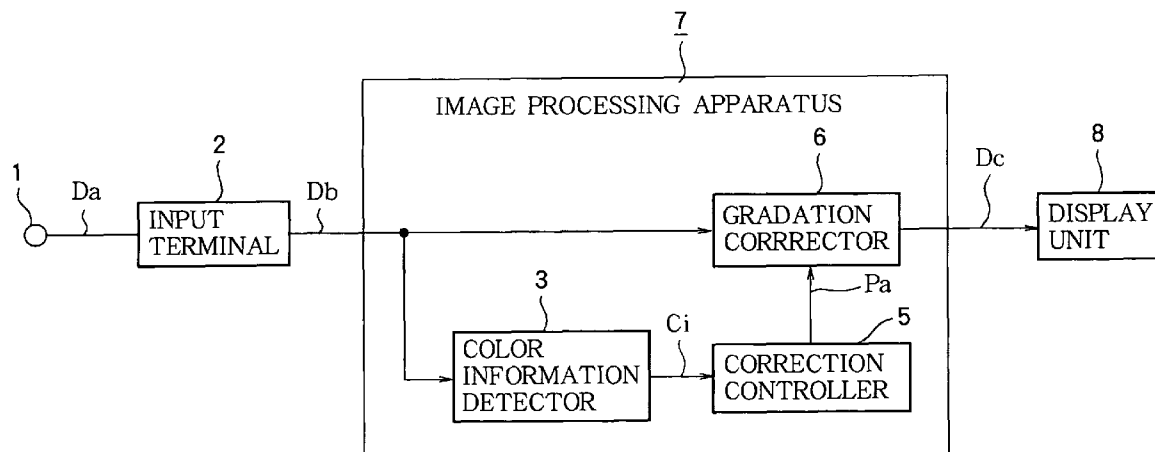 7
IMAGE PROCESSING APPARATUS
1
Da
2
INPUT
TERMINAL
Db
6
GRADATION
CORRRECTOR
Dc
8
DISPLAY
UNIT
Pa
3
COLOR
INFORMATION
DETECTOR
Ci
5
CORRECTION
CONTROLLER